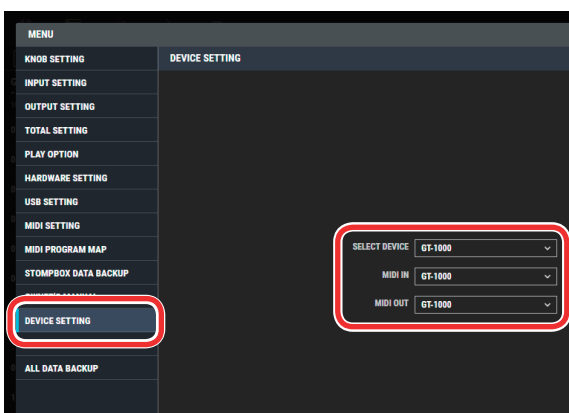 MENU
KNOB SETTING
DEVICE SETTING
INPUT SETTING
OUTPUT SETTING
TOTAL SETTING
PLAY OPTION
HARDWARE SETTING
USB SETTING
MIDI SETTING
MIDI PROGRAM MAP
SELECT DEVICE GT-1000
STOMPBOX DATA BACKUP
MIDI IN GT-1000
MIDI OUT GT-1000
DEVICE SETTING
ALL DATA BACKUP